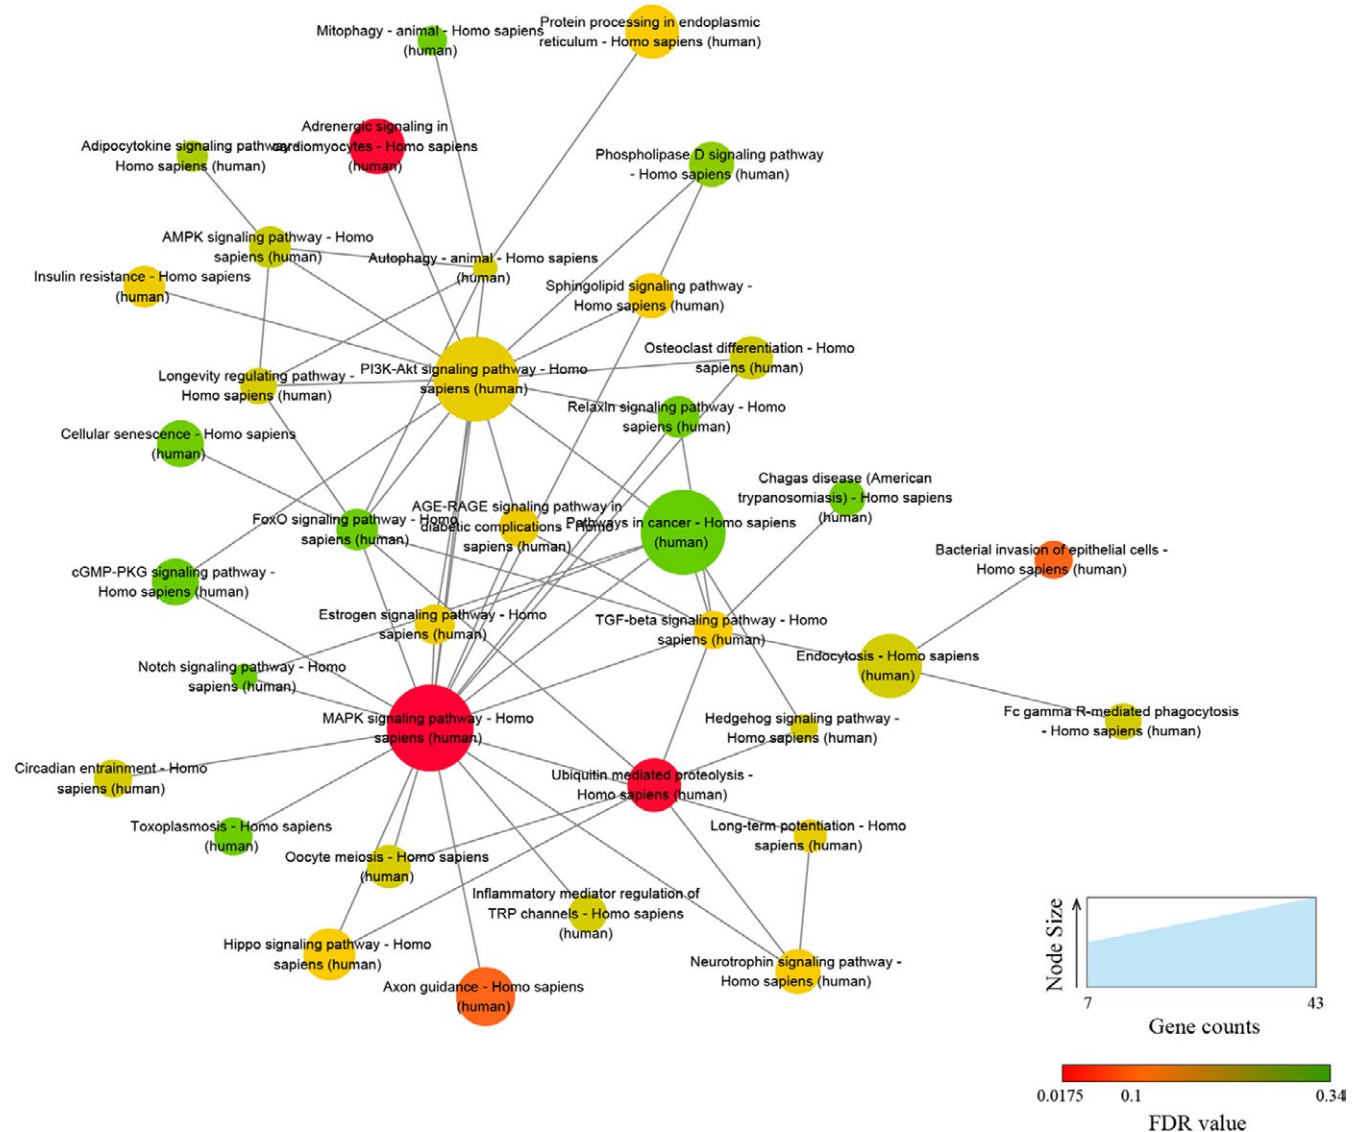 Mitophagy - animal - Homo sapiens
(human)
Protein processing in endoplasmic
reticulum - Homo sapiens (human)
Adrenergic signaling in
cardiomyocytes - Homo sapiens
(human)
Adipocytokine signaling pathway -
Homo sapiens (human)
Phospholipase D signaling pathway
- Homo sapiens (human)
AMPK signaling pathway - Homo
sapiens (human)
Autophagy - animal - Homo sapiens
(human)
Insulin resistance - Homo sapiens
(human)
Sphingolipid signaling pathway -
Homo sapiens (human)
Osteoclast differentiation - Homo
sapiens (human)
PI3K-Akt signaling pathway - Homo
sapiens (human)
Longevity regulating pathway -
Homo sapiens (human)
Relaxin signaling pathway - Homo
sapiens (human)
Cellular senescence - Homo sapiens
(human)
Chagas disease (American
trypanosomiasis) - Homo sapiens
(human)
AGE-RAGE signaling pathway in
diabetic complications - Homo
sapiens (human)
FoxO signaling pathway - Homo
sapiens (human)
Pathways in cancer - Homo sapiens
(human)
Bacterial invasion of epithelial cells -
Homo sapiens (human)
cGMP-PKG signaling pathway -
Homo sapiens (human)
Estrogen signaling pathway - Homo
sapiens (human)
TGF-beta signaling pathway - Homo
sapiens (human)
Endocytosis - Homo sapiens
(human)
Notch signaling pathway - Homo
sapiens (human)
MAPK signaling pathway - Homo
sapiens (human)
Hedgehog signaling pathway -
Homo sapiens (human)
Fc gamma R-mediated phagocytosis
- Homo sapiens (human)
Circadian entrainment - Homo
sapiens (human)
Ubiquitin mediated proteolysis -
Homo sapiens (human)
Toxoplasmosis - Homo sapiens
(human)
Long-term potentiation - Homo
sapiens (human)
Oocyte meiosis - Homo sapiens
(human)
Inflammatory mediator regulation of
TRP channels - Homo sapiens
(human)
Hippo signaling pathway - Homo
sapiens (human)
Neurotrophin signaling pathway -
Homo sapiens (human)
Axon guidance - Homo sapiens
(human)
Node Size
7 43
Gene counts
0.0175 0.1 0.34
FDR value